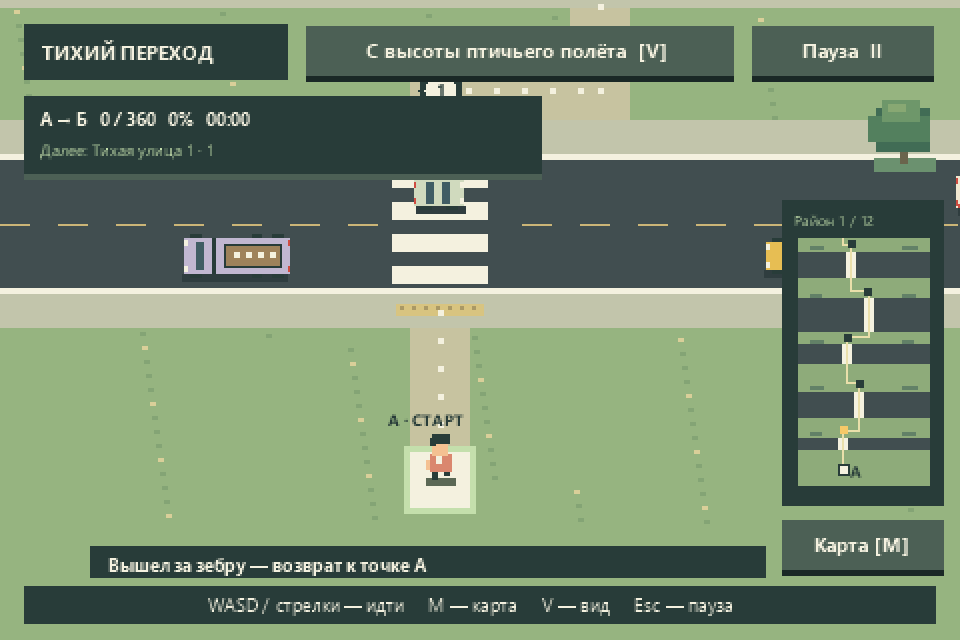 ТИХИЙ ПЕРЕХОД
С высоты птичьего полёта [V]
Пауза II
1
А — Б 0 / 360 0% 00:00
Далее: Тихая улица 1 · 1
Район 1 / 12
А · СТАРТ
А
Карта [M]
Вышел за зебру — возврат к точке А
WASD / стрелки — идти M — карта V — вид Esc — пауза